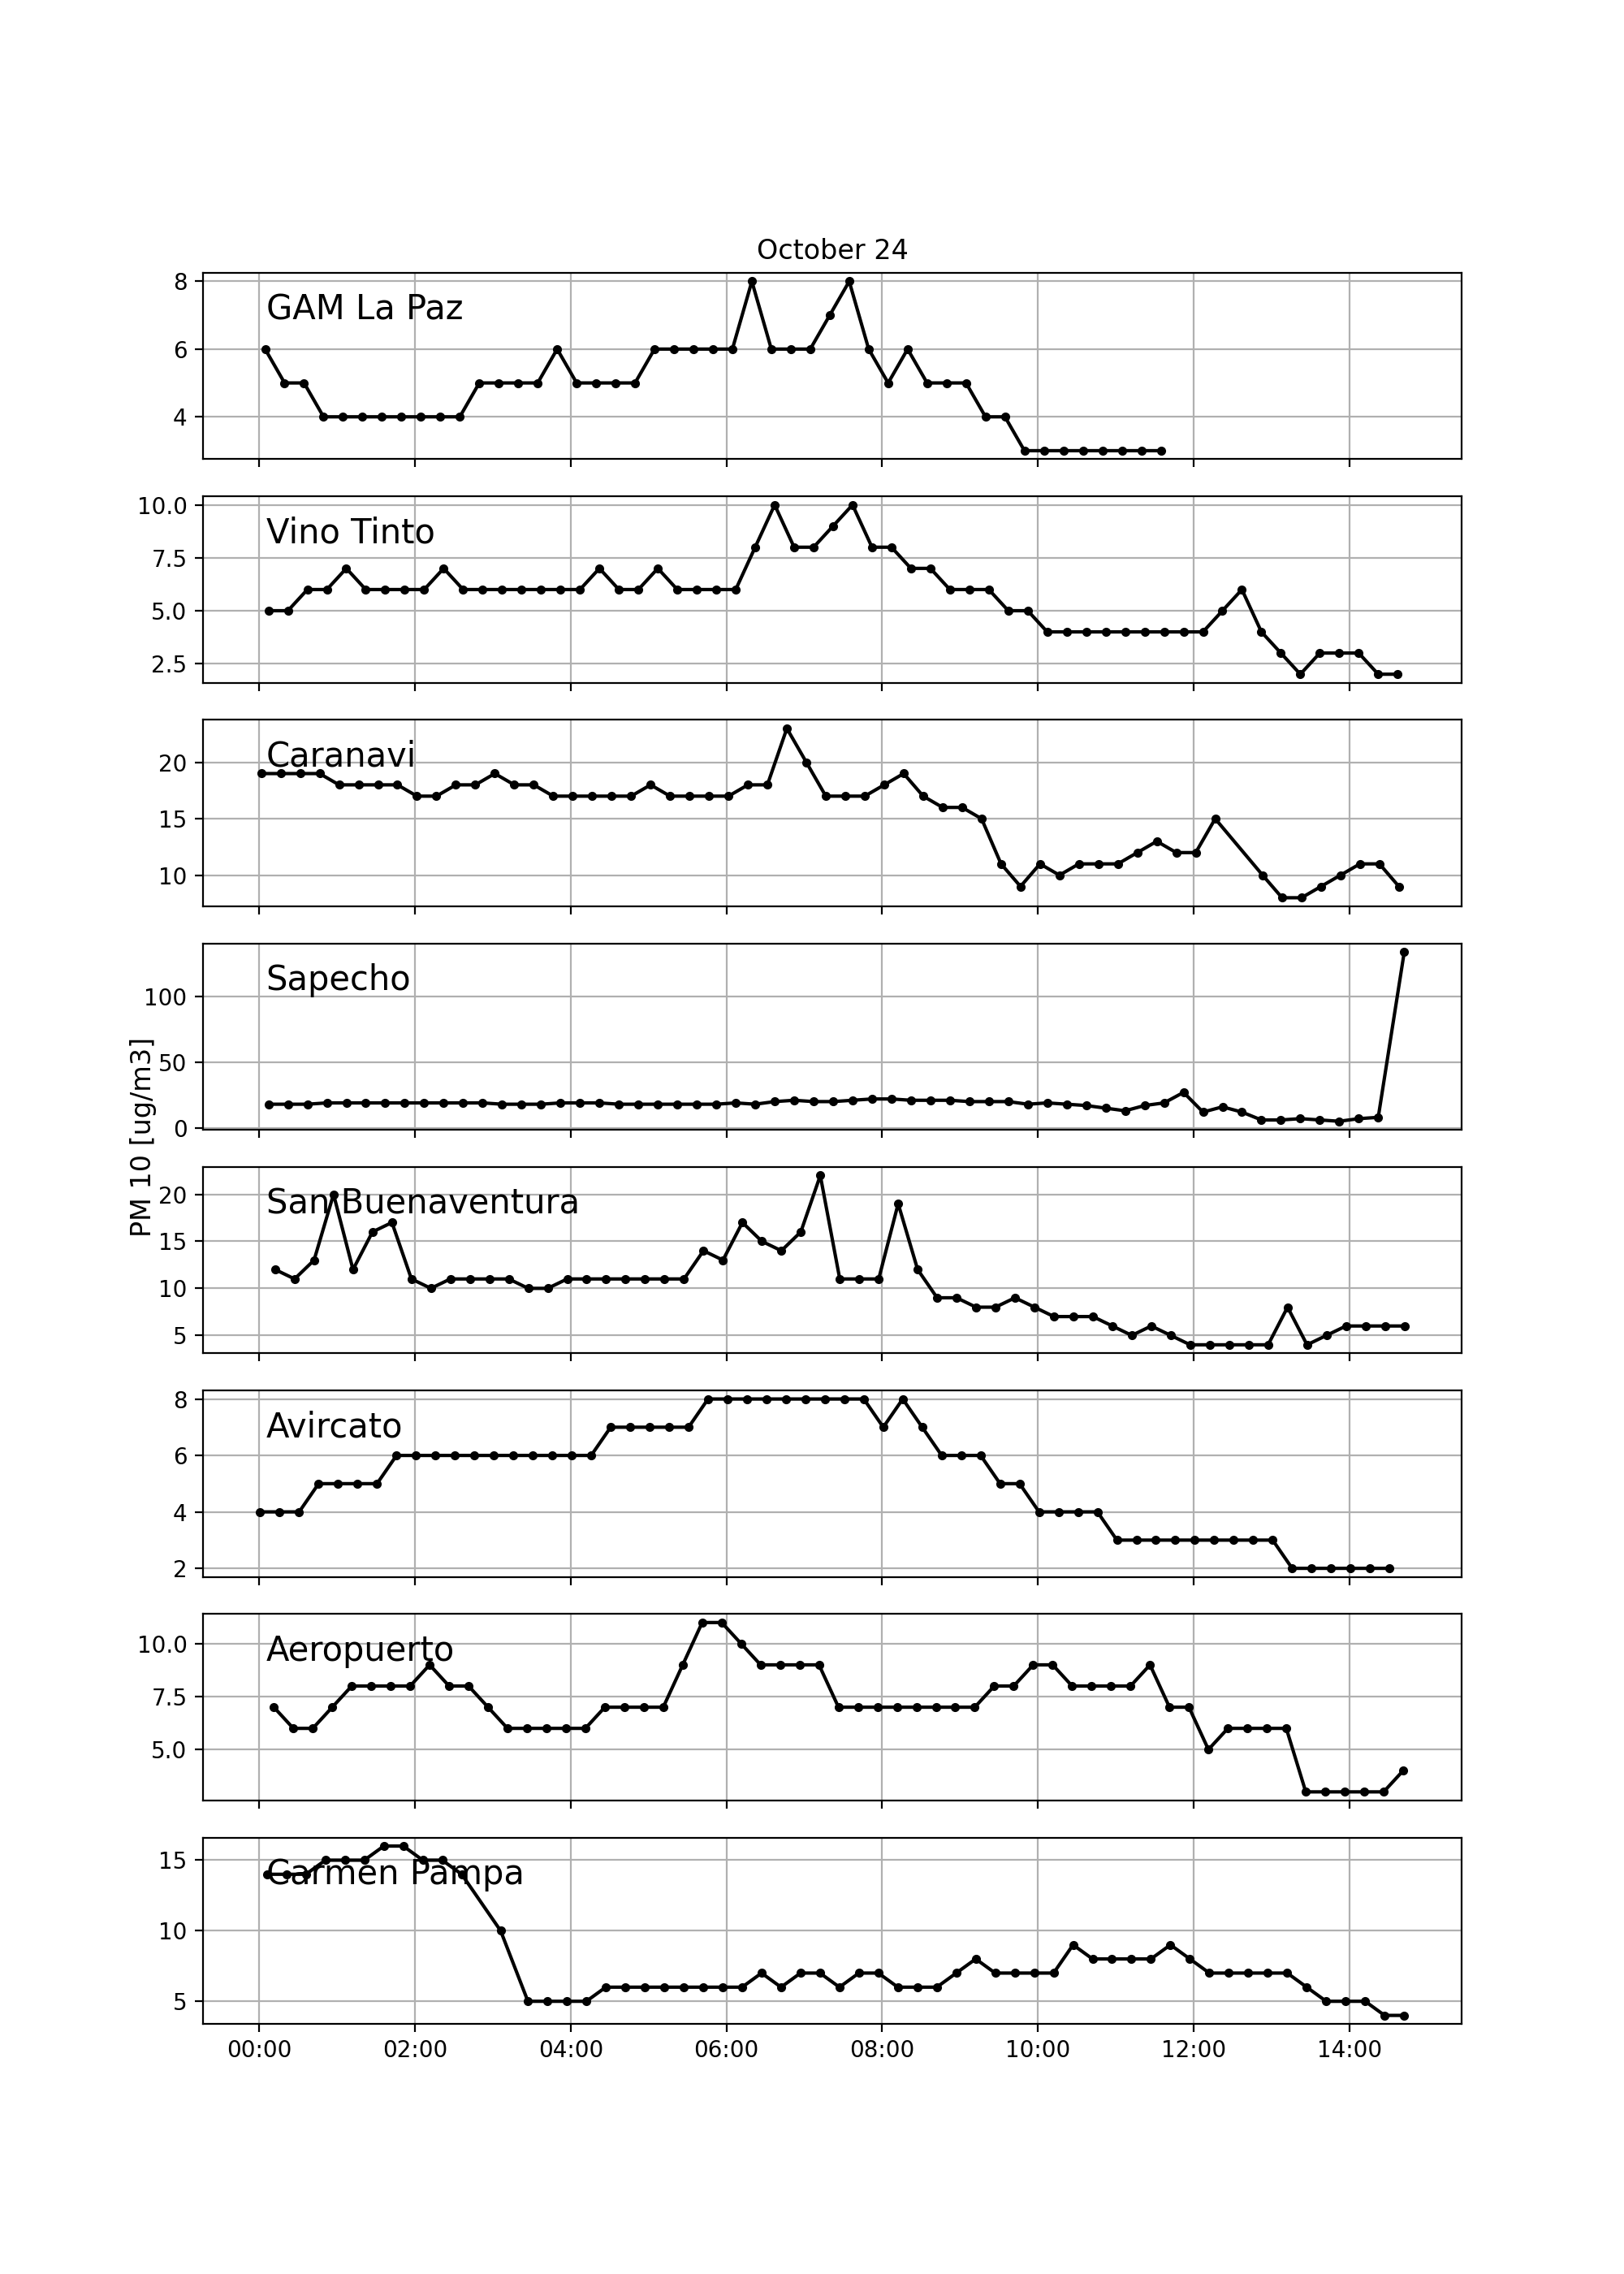 October 24
8
GAM La Paz
6
4
10.0
Vino Tinto
7.5
5.0
2.5
Caranavi
20
15
10
Sapecho
100
50
0
PM 10 [ug/m3]
20
San Buenaventura
15
10
5
8
Avircato
6
4
2
10.0
Aeropuerto
7.5
5.0
15
Carmen Pampa
10
5
00:00 02:00 04:00 06:00 08:00 10:00 12:00 14:00